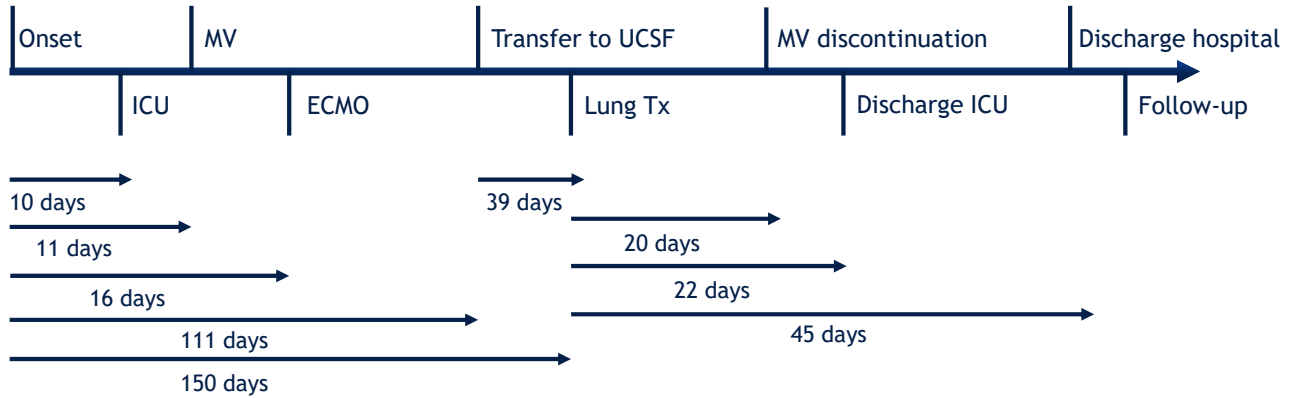 Onset
MV
Transfer to UCSF
MV discontinuation
Discharge hospital
ICU
ECMO
Lung Tx
Discharge ICU
Follow-up
10 days
39 days
11 days
20 days
16 days
22 days
111 days
45 days
150 days